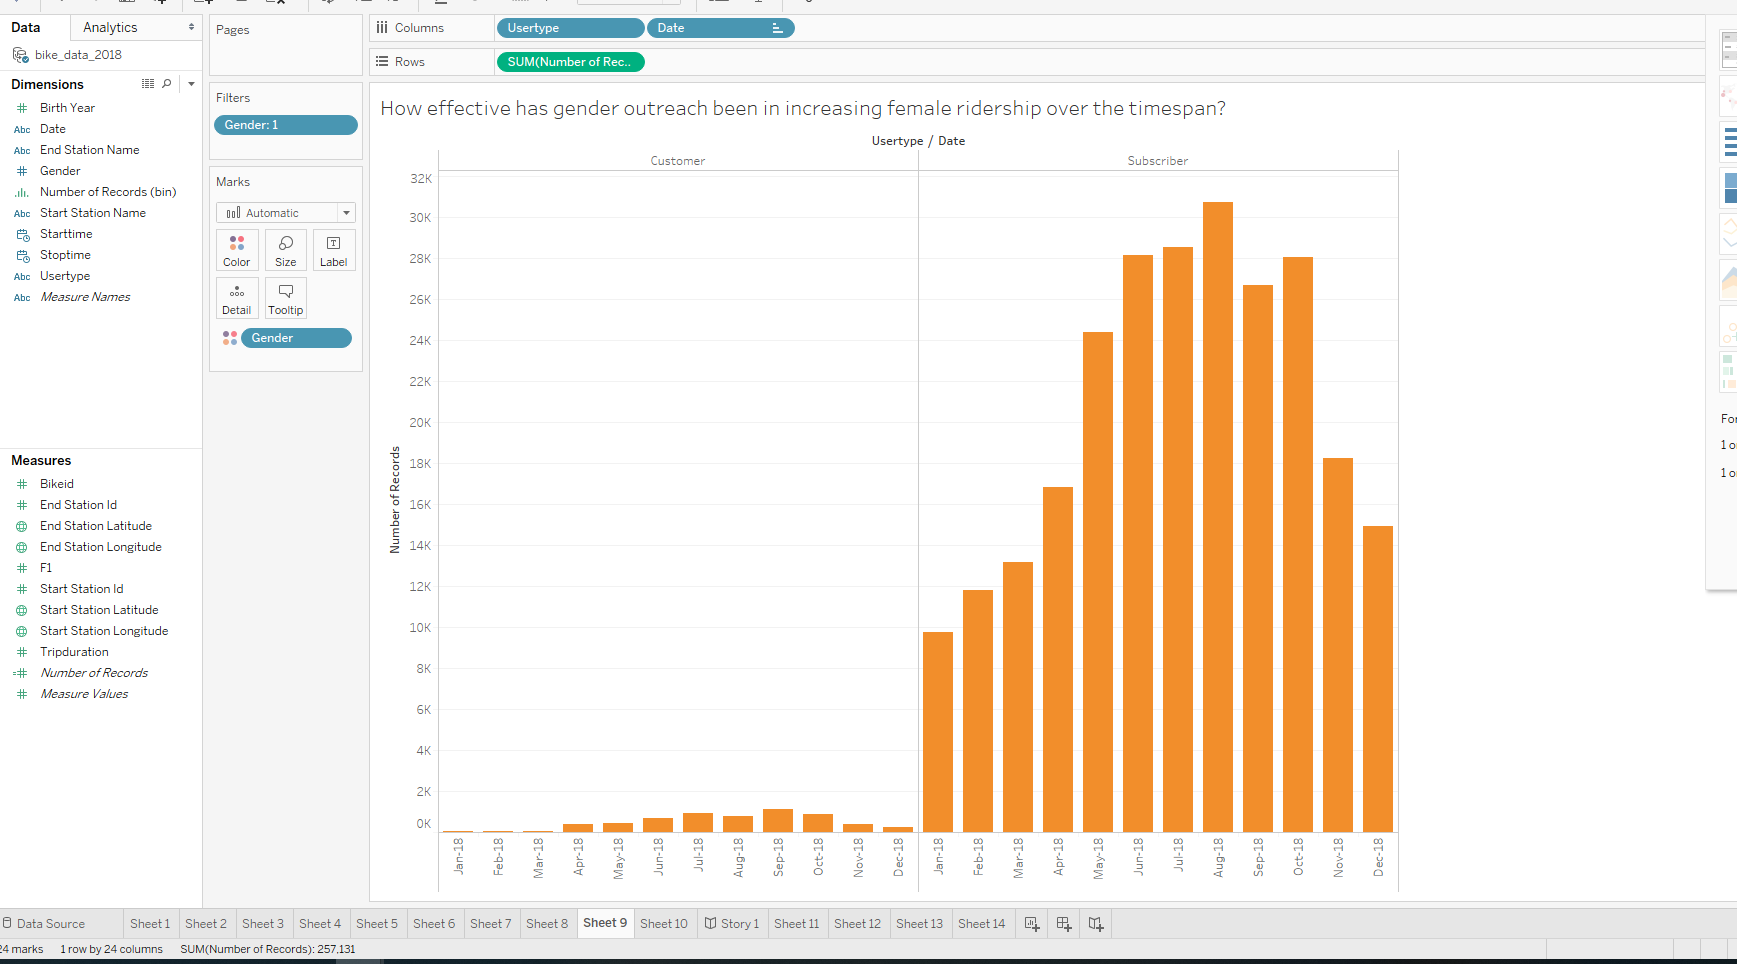 Data Analytics
bike_data_2018
Dimensions
Birth Year
Abc Date
Abc End Station Name
Gender
Number of Records (bin)
Abc Start Station Name
Starttime
Stoptime
Abc Usertype
Abc Measure Names
Measures
Bikeid
End Station Id
End Station Latitude
End Station Longitude
F1
Start Station Id
Start Station Latitude
Start Station Longitude
Tripduration
Number of Records
Measure Values
Pages
Filters
Gender: 1
Marks
Automatic
Color Size Label
Detail Tooltip
Gender
Columns Usertype Date
Rows SUM(Number of Rec..
How effective has gender outreach been in increasing female ridership over the timespan?
Usertype / Date
Customer Subscriber
Number of Records
32K
30K
28K
26K
24K
22K
20K
18K
16K
14K
12K
10K
8K
6K
4K
2K
0K
Jan-18 Feb-18 Mar-18 Apr-18 May-18 Jun-18 Jul-18 Aug-18 Sep-18 Oct-18 Nov-18 Dec-18 Jan-18 Feb-18 Mar-18 Apr-18 May-18 Jun-18 Jul-18 Aug-18 Sep-18 Oct-18 Nov-18 Dec-18
Data Source Sheet 1 Sheet 2 Sheet 3 Sheet 4 Sheet 5 Sheet 6 Sheet 7 Sheet 8 Sheet 9 Sheet 10 Story 1 Sheet 11 Sheet 12 Sheet 13 Sheet 14
24 marks 1 row by 24 columns SUM(Number of Records): 257,131